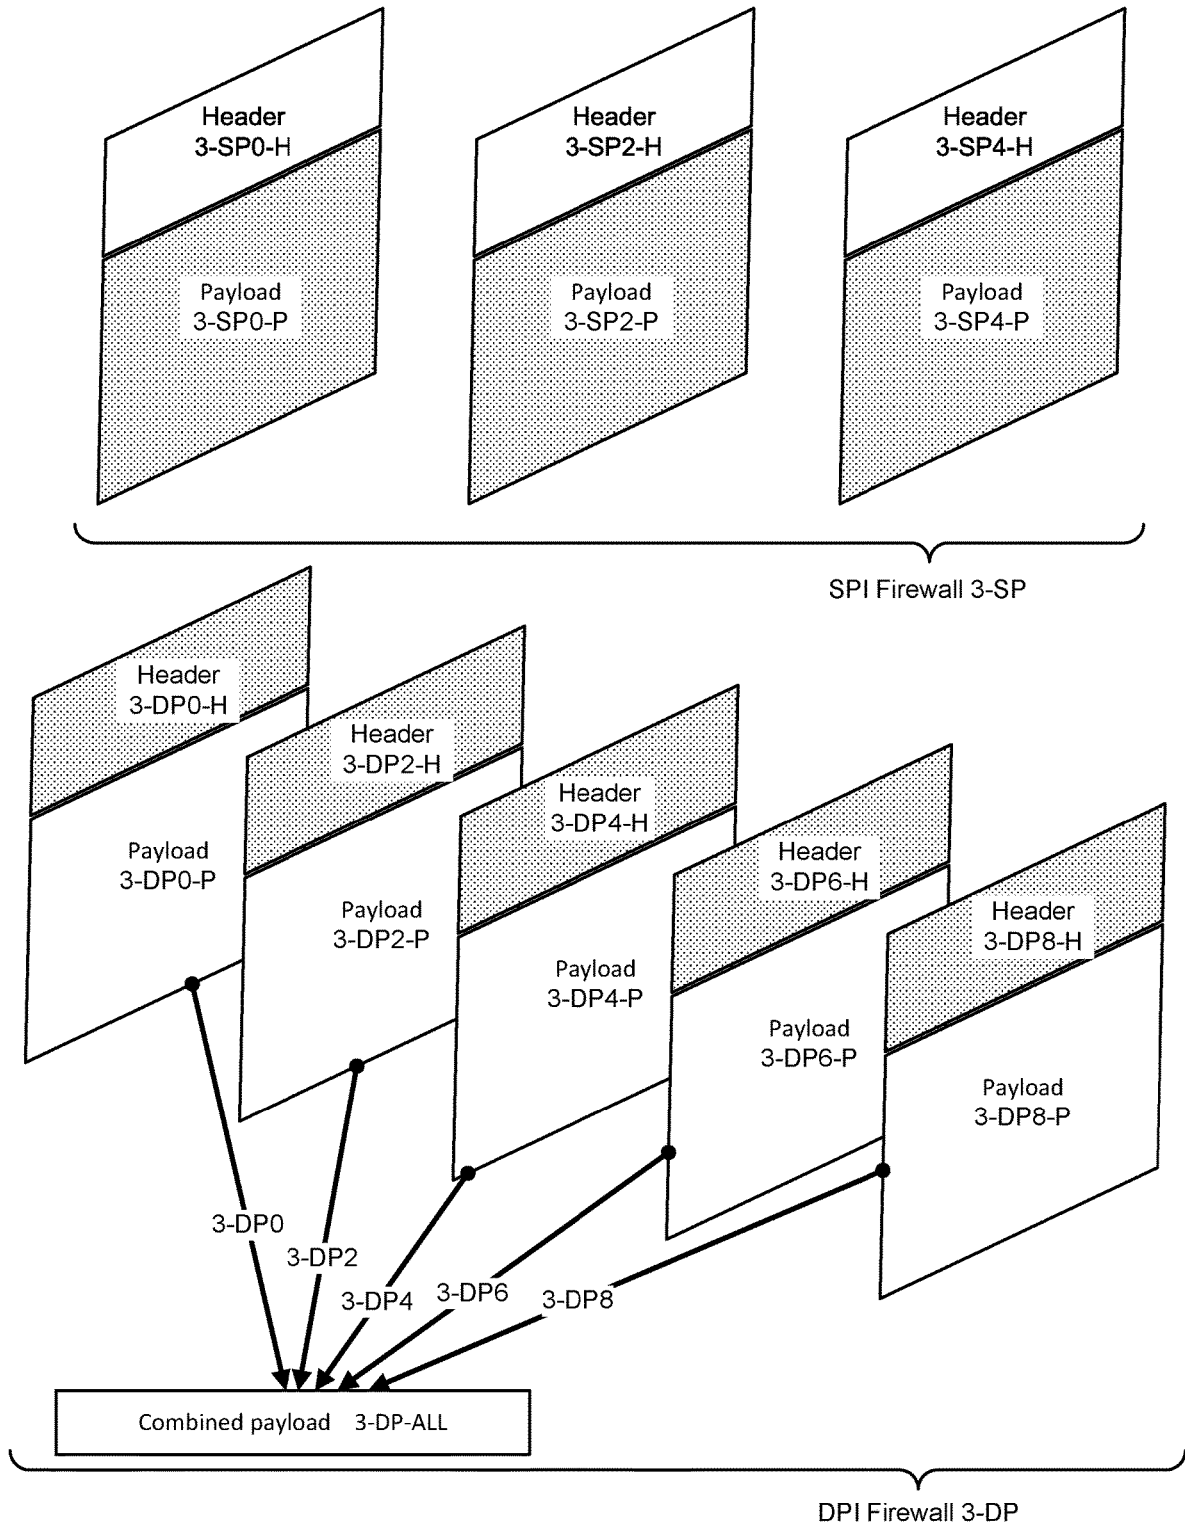 Header
3-SP0-H
Header
3-SP2-H
Header
3-SP4-H
Payload
3-SP0-P
Payload
3-SP2-P
Payload
3-SP4-P
SPI Firewall 3-SP
Header
3-DP0-H
Header
3-DP2-H
Header
3-DP4-H
Header
3-DP6-H
Header
3-DP8-H
Payload
3-DP0-P
Payload
3-DP2-P
Payload
3-DP4-P
Payload
3-DP6-P
Payload
3-DP8-P
3-DP0
3-DP2
3-DP4
3-DP6
3-DP8
Combined payload 3-DP-ALL
DPI Firewall 3-DP